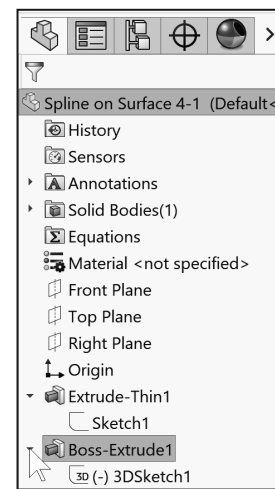 Spline on Surface 4-1 (Default<
History
Sensors
Annotations
Solid Bodies(1)
Equations
Material <not specified>
Front Plane
Top Plane
Right Plane
Origin
Extrude-Thin1
Sketch1
Boss-Extrude1
3D (-) 3DSketch1